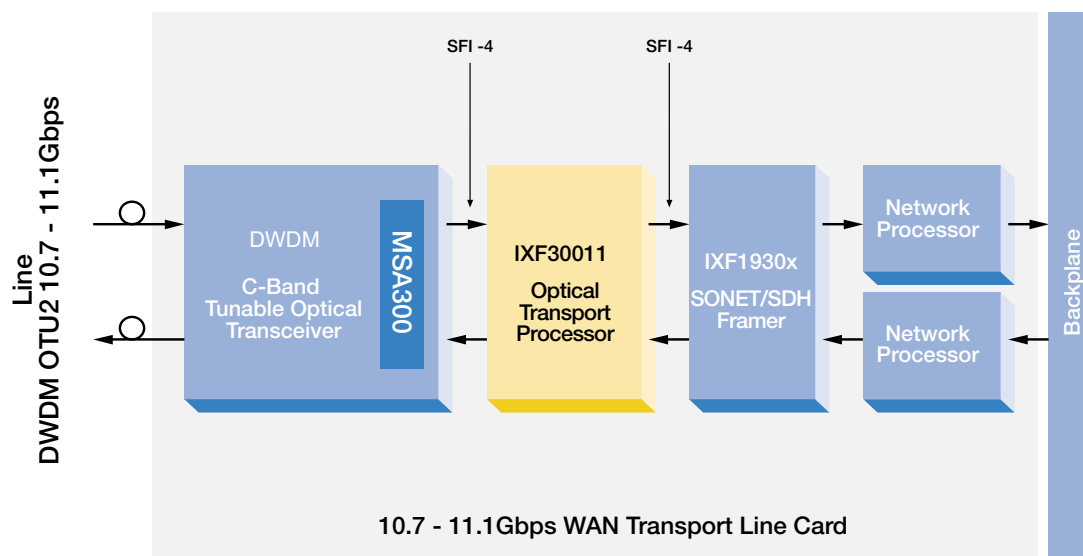 SFI -4
SFI -4
Line
DWDM OTU2 10.7 - 11.1Gbps
DWDM
C-Band
Tunable Optical
Transceiver
MSA300
IXF30011
Optical
Transport
Processor
IXF1930x
SONET/SDH
Framer
Network
Processor
Network
Processor
Backplane
10.7 - 11.1Gbps WAN Transport Line Card